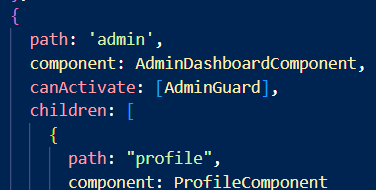 {
path: 'admin',
component: AdminDashboardComponent,
canActivate: [AdminGuard],
children: [
{
path: "profile",
component: ProfileComponent